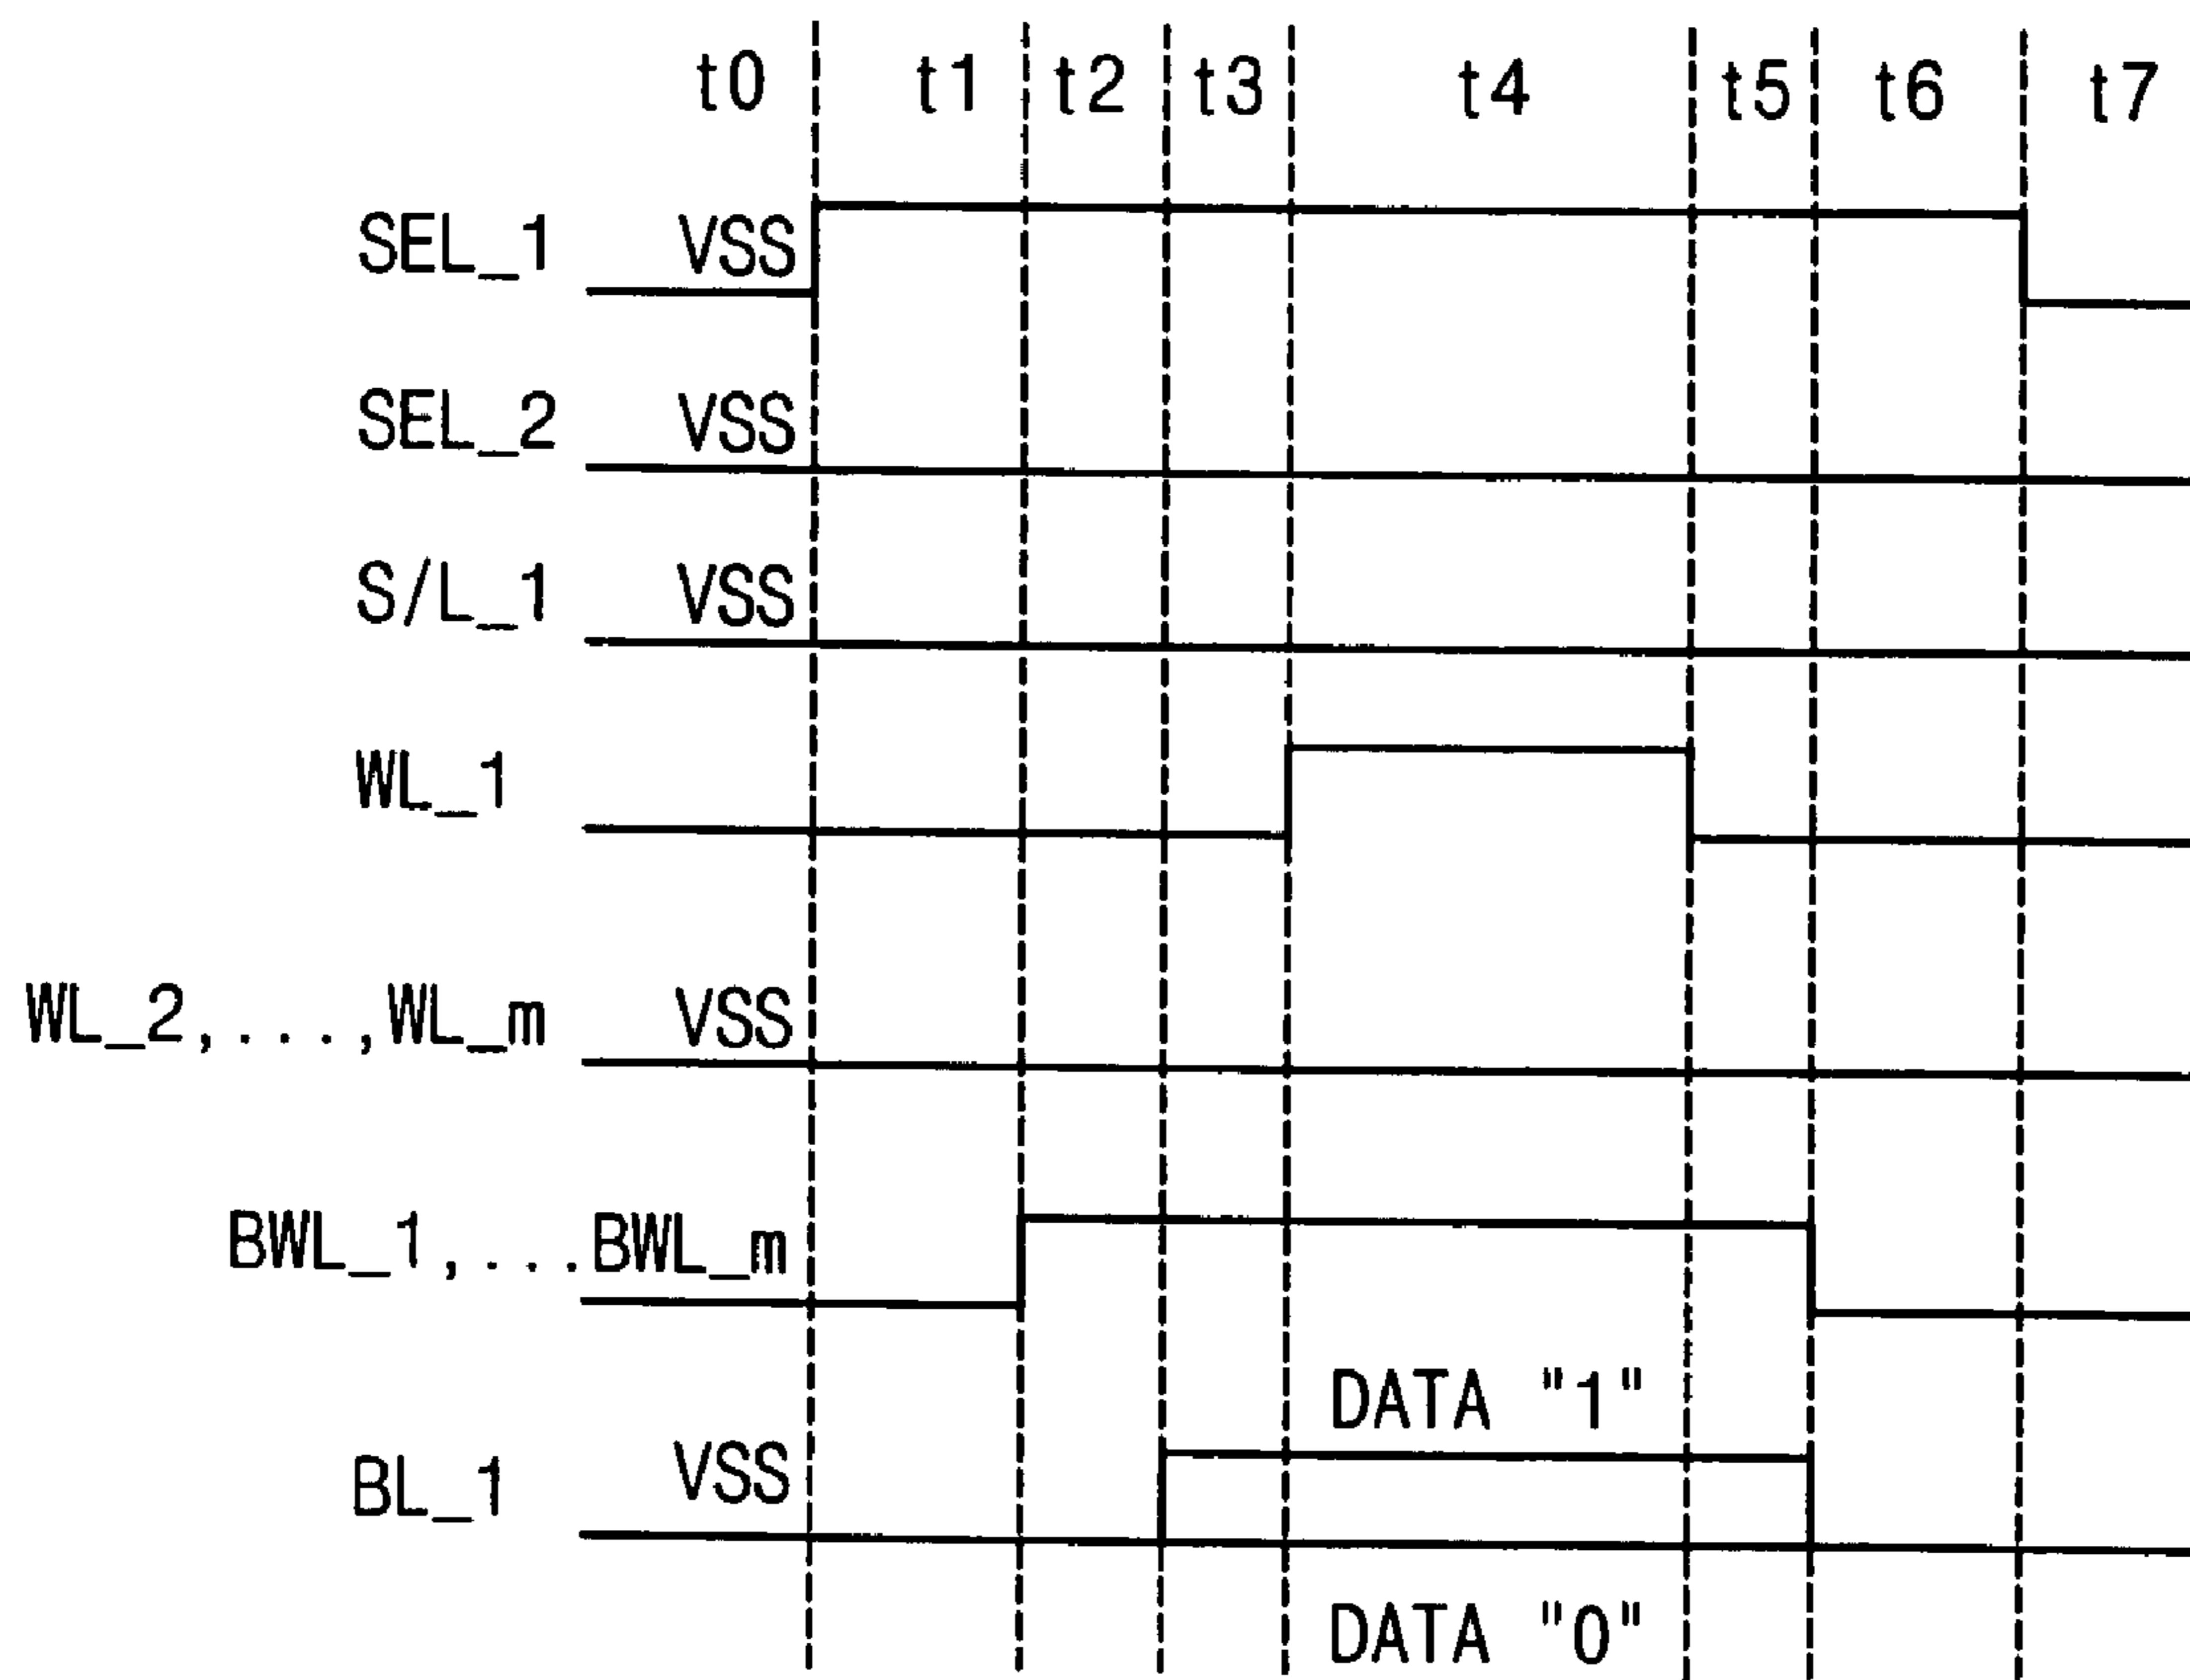 t0 t1 t2 t3 t4 t5 t6 t7
SEL_1 VSS
SEL_2 VSS
S/L_1 VSS
WL_1
WL_2,...,WL_m VSS
BWL_1,...BWL_m
DATA "1"
BL_1 VSS
DATA "0"